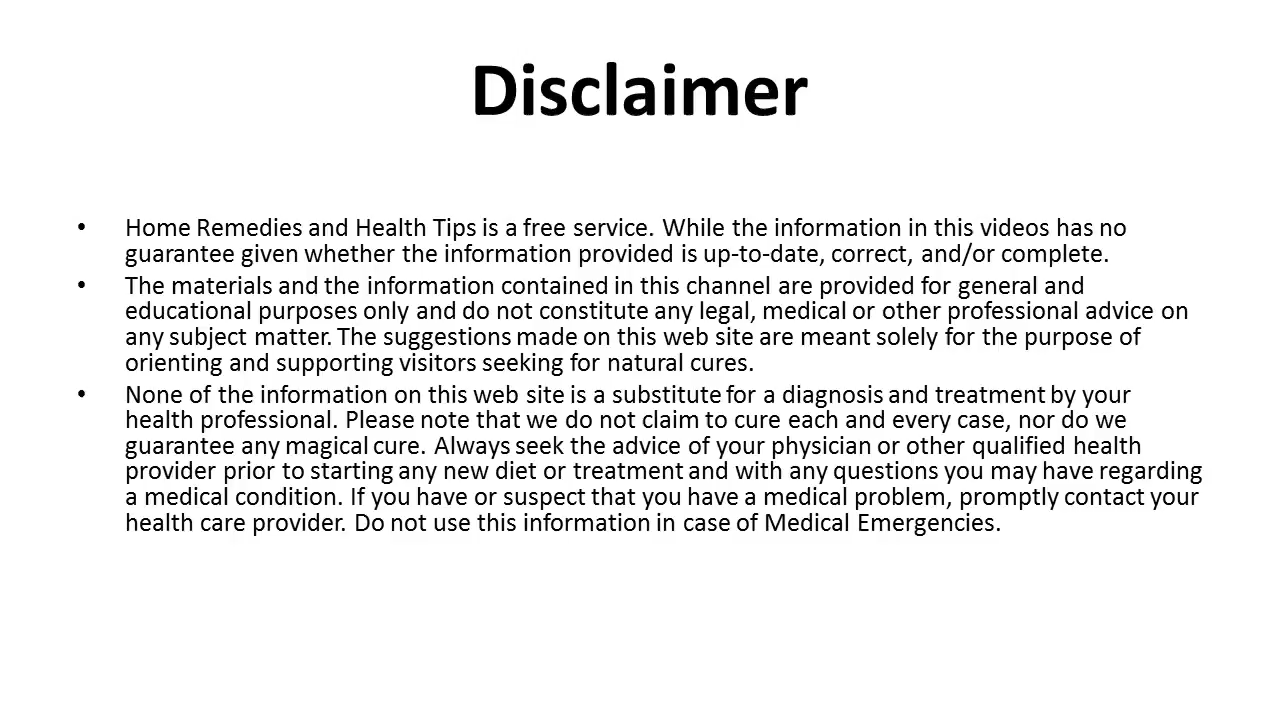 Disclaimer
• Home Remedies and Health Tips is a free service. While the information in this videos has no
guarantee given whether the information provided is up-to-date, correct, and/or complete.
• The materials and the information contained in this channel are provided for general and
educational purposes only and do not constitute any legal, medical or other professional advice on
any subject matter. The suggestions made on this web site are meant solely for the purpose of
orienting and supporting visitors seeking for natural cures.
• None of the information on this web site is a substitute for a diagnosis and treatment by your
health professional. Please note that we do not claim to cure each and every case, nor do we
guarantee any magical cure. Always seek the advice of your physician or other qualified health
provider prior to starting any new diet or treatment and with any questions you may have regarding
a medical condition. If you have or suspect that you have a medical problem, promptly contact your
health care provider. Do not use this information in case of Medical Emergencies.